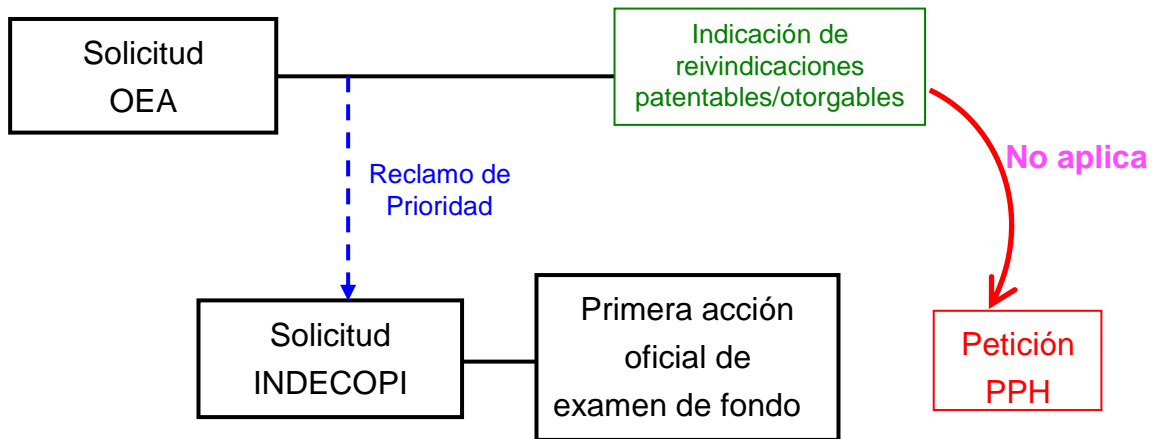 Solicitud
OEA
Indicación de
reivindicaciones
patentables/otorgables
No aplica
Reclamo de
Prioridad
Solicitud
INDECOPI
Primera acción
oficial de
examen de fondo
Petición
PPH